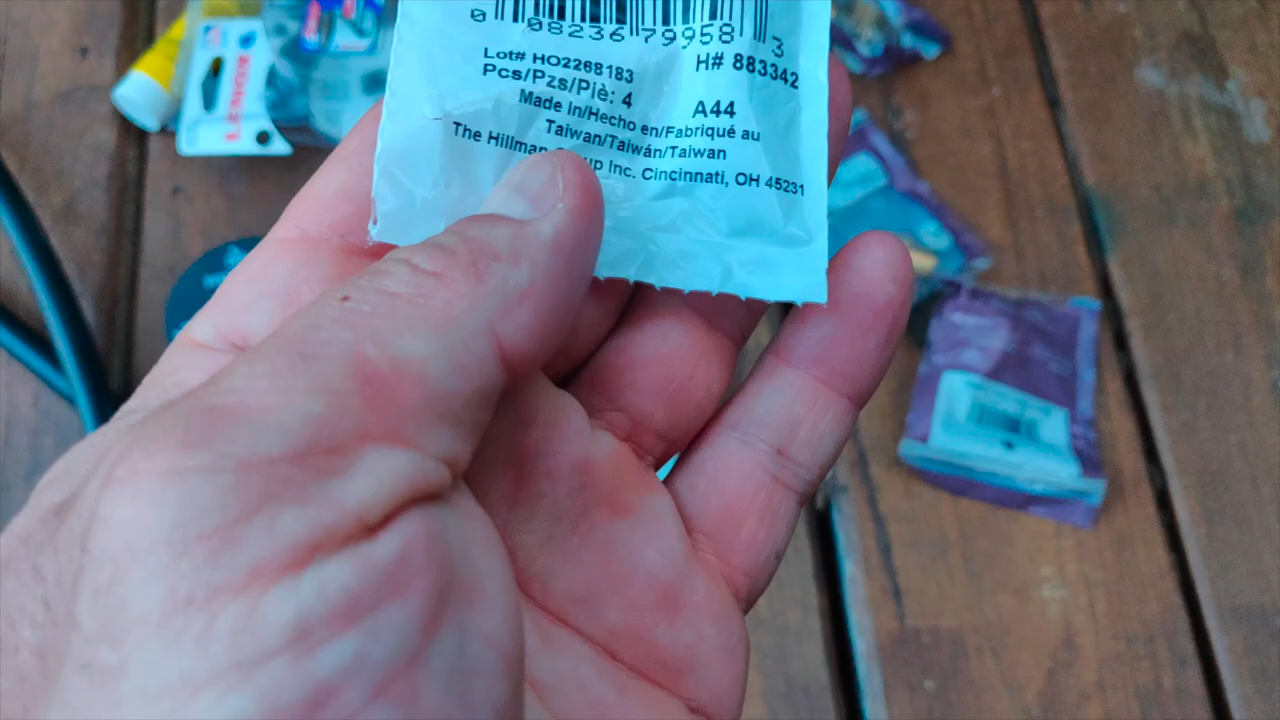 0 08236 79958 3
Lot# HO2268183 H# 883342
Pcs/Pzs/Piè: 4 A44
Made In/Hecho en/Fabriqué au
Taiwan/Taiwán/Taiwan
The Hillman Inc. Cincinnati, OH 45231